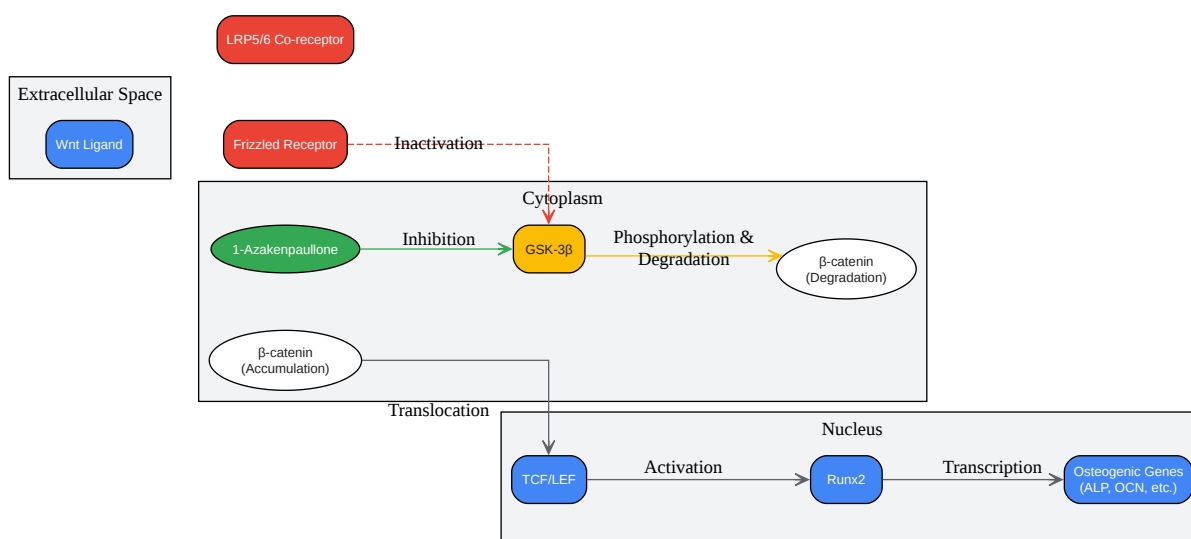 LRP5/6 Co-receptor
Extracellular Space
Wnt Ligand
Frizzled Receptor
Inactivation
Cytoplasm
1-Azakenpaullone
Inhibition
GSK-3β
Phosphorylation &
Degradation
β-catenin
(Degradation)
β-catenin
(Accumulation)
Translocation
Nucleus
TCF/LEF
Activation
Runx2
Transcription
Osteogenic Genes
(ALP, OCN, etc.)